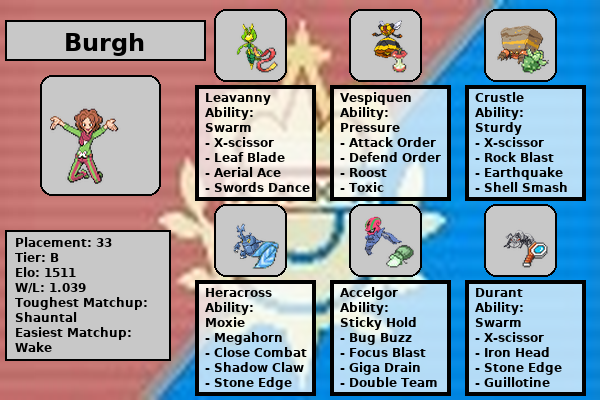 Burgh
Leavanny
Ability:
Swarm
- X-scissor
- Leaf Blade
- Aerial Ace
- Swords Dance
Vespiquen
Ability:
Pressure
- Attack Order
- Defend Order
- Roost
- Toxic
Crustle
Ability:
Sturdy
- X-scissor
- Rock Blast
- Earthquake
- Shell Smash
Placement: 33
Tier: B
Elo: 1511
W/L: 1.039
Toughest Matchup:
Shauntal
Easiest Matchup:
Wake
Heracross
Ability:
Moxie
- Megahorn
- Close Combat
- Shadow Claw
- Stone Edge
Accelgor
Ability:
Sticky Hold
- Bug Buzz
- Focus Blast
- Giga Drain
- Double Team
Durant
Ability:
Swarm
- X-scissor
- Iron Head
- Stone Edge
- Guillotine